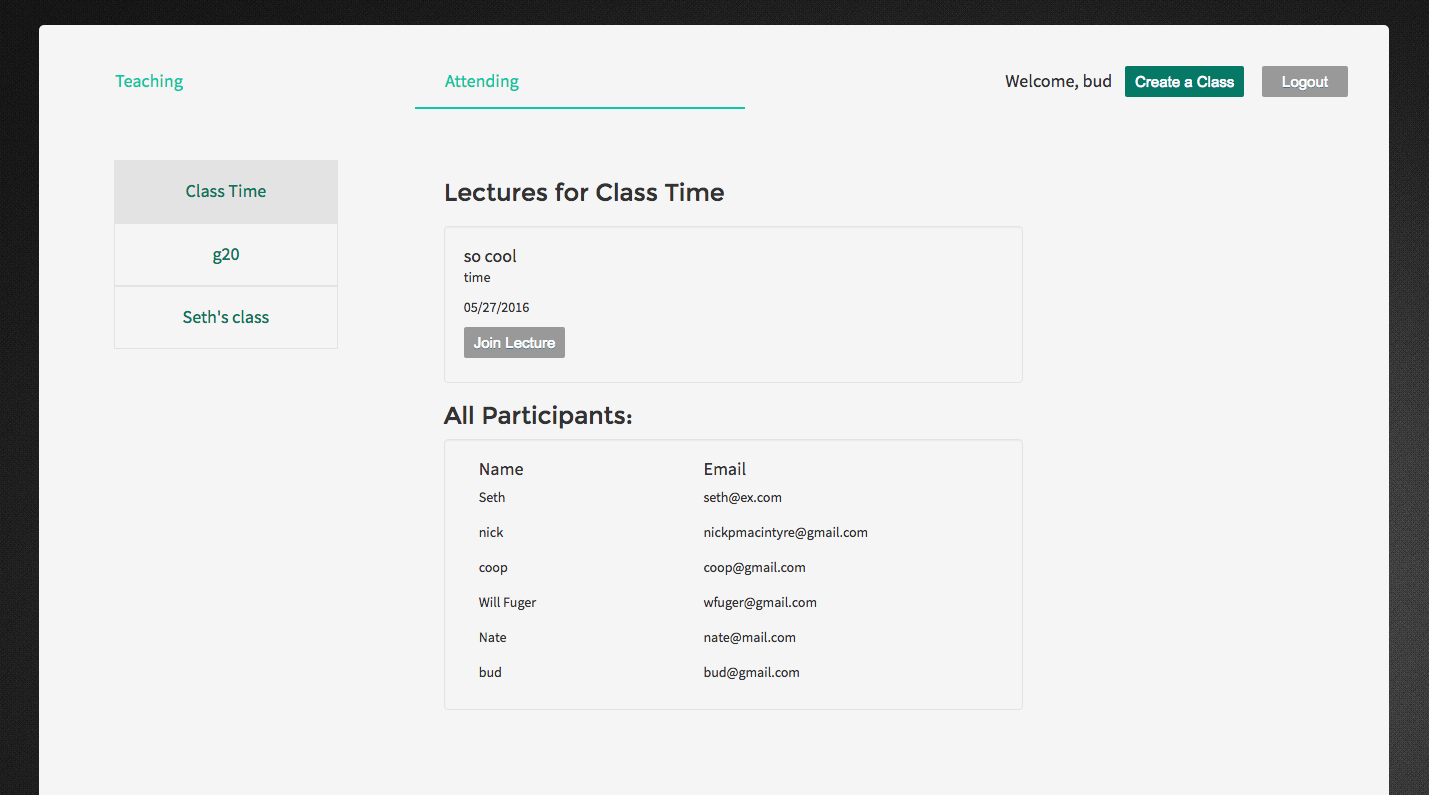 Teaching
Attending
Welcome, bud
Create a Class
Logout
Class Time
g20
Seth's class
Lectures for Class Time
so cool
time
05/27/2016
Join Lecture
All Participants:
Name Email
Seth seth@ex.com
nick nickpmacintyre@gmail.com
coop coop@gmail.com
Will Fuger wfuger@gmail.com
Nate nate@mail.com
bud bud@gmail.com